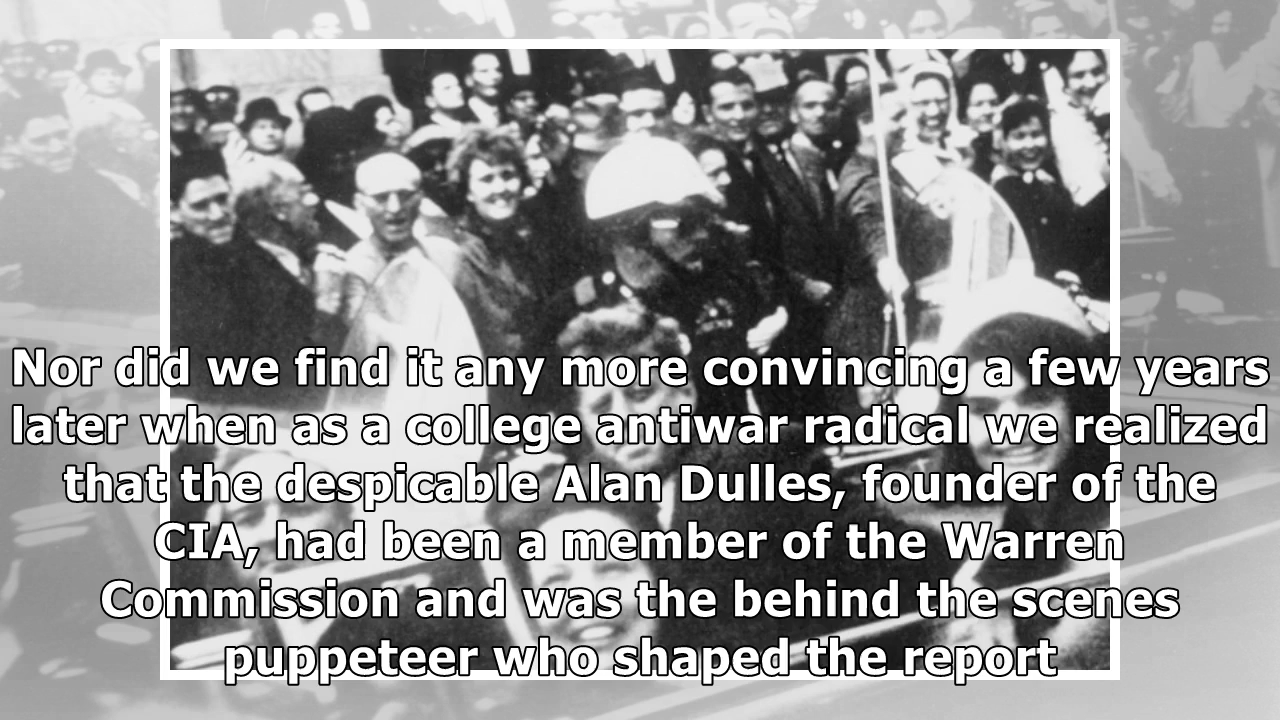 Nor did we find it any more convincing a few years
later when as a college antiwar radical we realized
that the despicable Alan Dulles, founder of the
CIA, had been a member of the Warren
Commission and was the behind the scenes
puppeteer who shaped the report